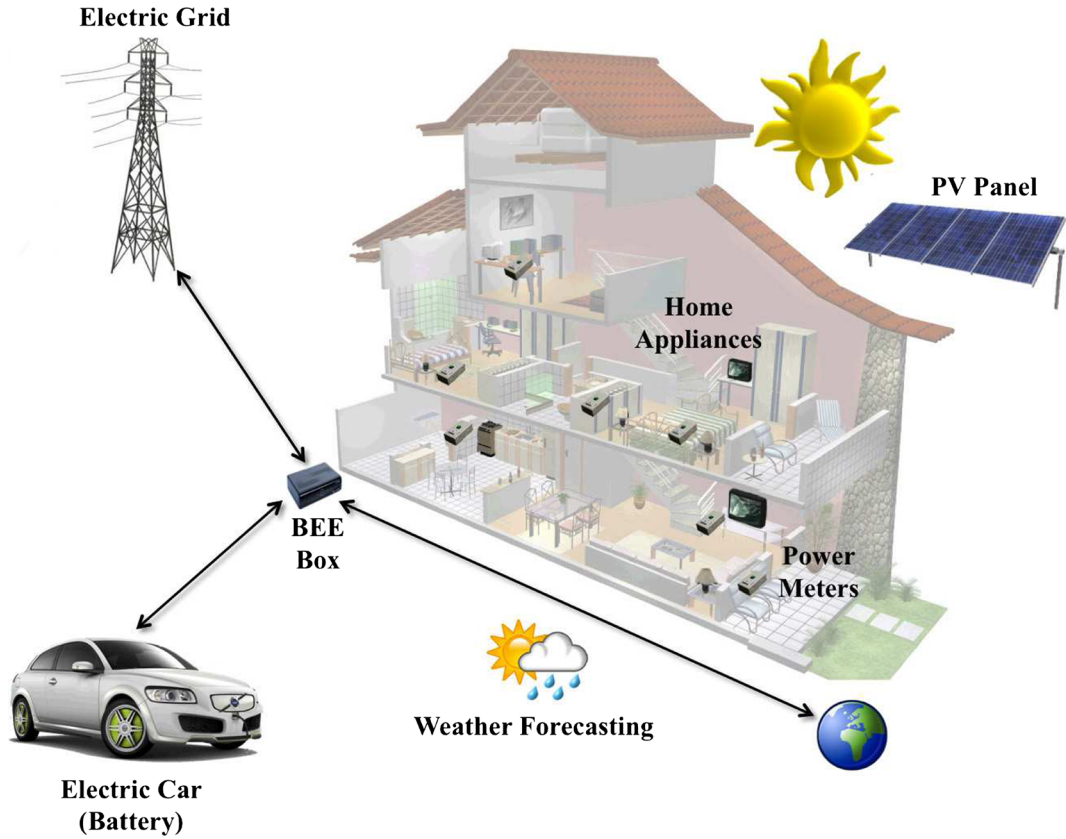 Electric Grid
PV Panel
Home
Appliances
BEE
Box
Power
Meters
Weather Forecasting
Electric Car
(Battery)